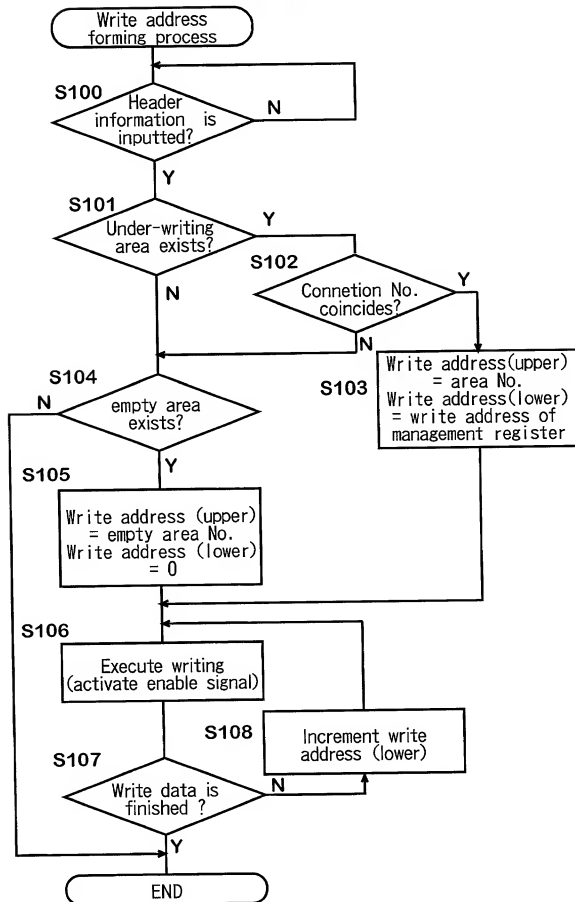 Write address
forming process
S100
Header
information is
inputted?
N
Y
S101
Under-writing
area exists?
Y
N
S102
Connetion No.
coincides?
Y
N
S103
Write address(upper)
= area No.
Write address(lower)
= write address of
management register
S104
N
empty area
exists?
Y
S105
Write address (upper)
= empty area No.
Write address (lower)
= 0
S106
Execute writing
(activate enable signal)
S108
Increment write
address (lower)
S107
Write data is
finished ?
N
Y
END